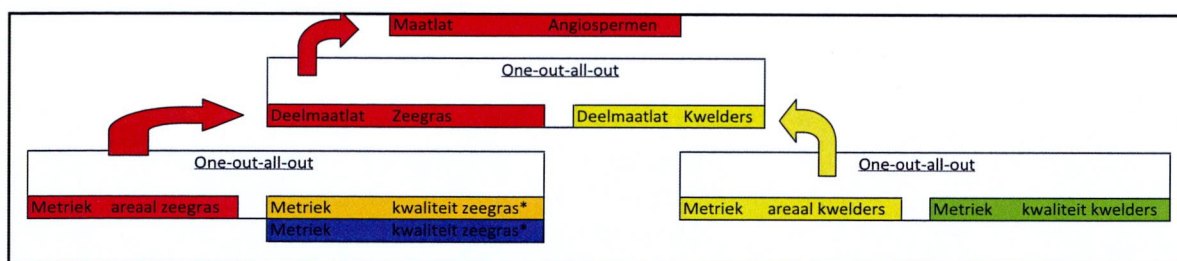 Maatlat Angiospermen
One-out-all-out
Deelmaatlat Zeegras
Deelmaatlat Kwelders
One-out-all-out
One-out-all-out
Metriek areaal zeegras
Metriek kwaliteit zeegras*
Metriek areaal kwelders
Metriek kwaliteit kwelders
Metriek kwaliteit zeegras*